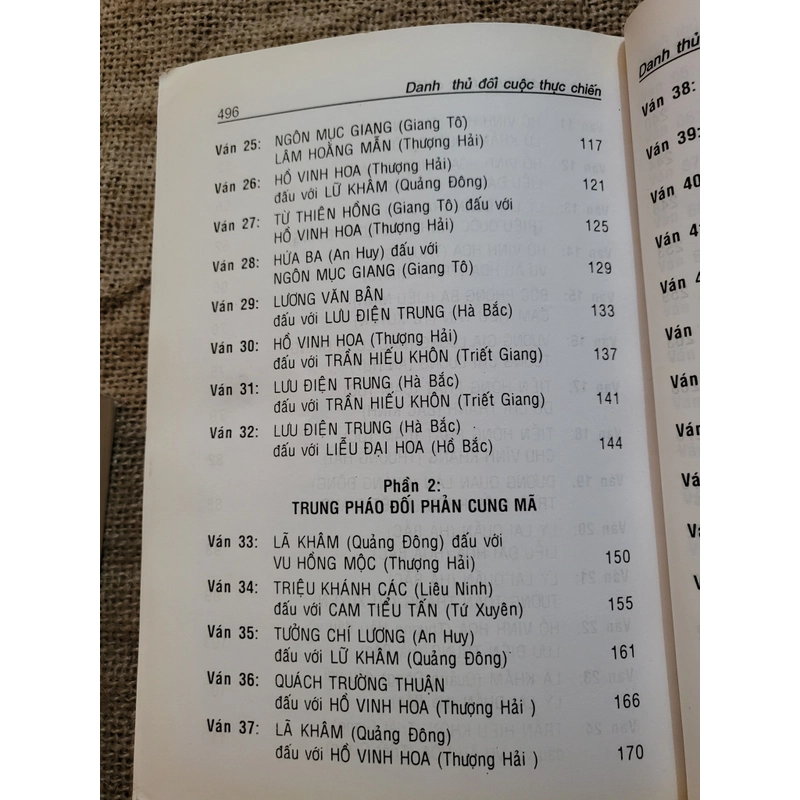 Danh thủ đối cuộc thực chiến
496
Ván 25: NGÔN MỤC GIANG (Giang Tô)
LÂM HOẰNG MẪN (Thượng Hải) 117
Ván 26: HỒ VINH HOA (Thượng Hải)
đấu với LỮ KHÂM (Quảng Đông) 121
Ván 27: TỪ THIÊN HỒNG (Giang Tô) đấu với
HỒ VINH HOA (Thượng Hải) 125
Ván 28: HỨA BA (An Huy) đấu với
NGÔN MỤC GIANG (Giang Tô) 129
Ván 29: LƯƠNG VĂN BÂN
đấu với LƯU ĐIỆN TRUNG (Hà Bắc) 133
Ván 30: HỒ VINH HOA (Thượng Hải)
đấu với TRẦN HIẾU KHÔN (Triết Giang) 137
Ván 31: LƯU ĐIỆN TRUNG (Hà Bắc)
đấu với TRẦN HIẾU KHÔN (Triết Giang) 141
Ván 32: LƯU ĐIỆN TRUNG (Hà Bắc)
đấu với LIỄU ĐẠI HOA (Hồ Bắc) 144
Phần 2:
TRUNG PHÁO ĐỐI PHẢN CUNG MÃ
Ván 33: LÃ KHÂM (Quảng Đông) đấu với
VU HỒNG MỘC (Thượng Hải) 150
Ván 34: TRIỆU KHÁNH CÁC (Liêu Ninh)
đấu với CAM TIỂU TẤN (Tứ Xuyên) 155
Ván 35: TƯỞNG CHÍ LƯƠNG (An Huy)
đấu với LỮ KHÂM (Quảng Đông) 161
Ván 36: QUÁCH TRƯỜNG THUẬN
đấu với HỒ VINH HOA (Thượng Hải ) 166
Ván 37: LÃ KHÂM (Quảng Đông)
đấu với HỒ VINH HOA (Thượng Hải ) 170
Danh thủ
Ván 38:
Ván 39:
Ván 40
Ván 4
Ván 4
Ván
Ván
Ván
Ván
Ván
Ván